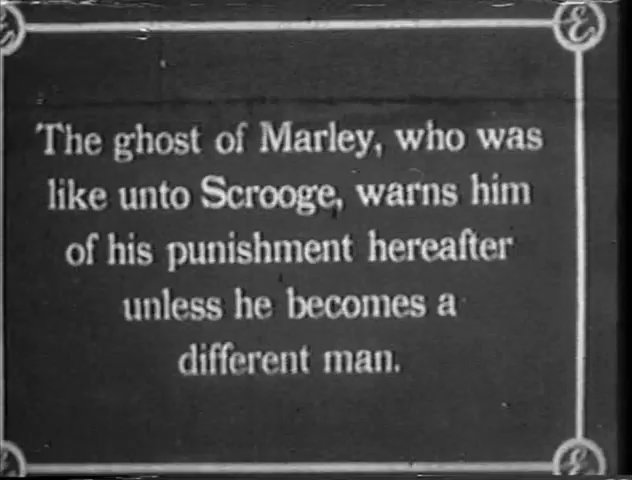 The ghost of Marley, who was
like unto Scrooge, warns him
of his punishment hereafter
unless he becomes a
different man.